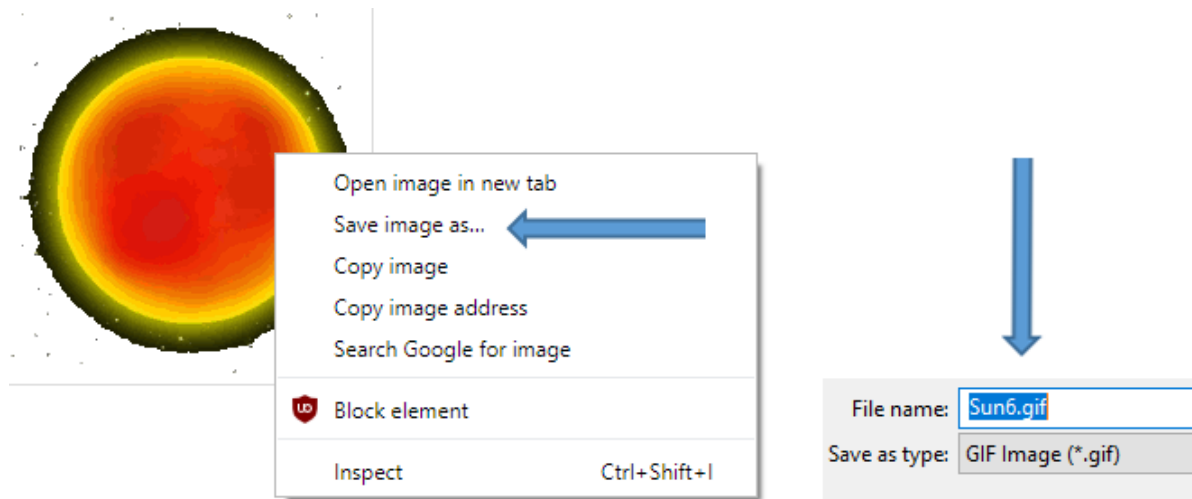 Open image in new tab
Save image as...
Copy image
Copy image address
Search Google for image
Block element
Inspect Ctrl+Shift+I
File name: Sun6.gif
Save as type: GIF Image (*.gif)